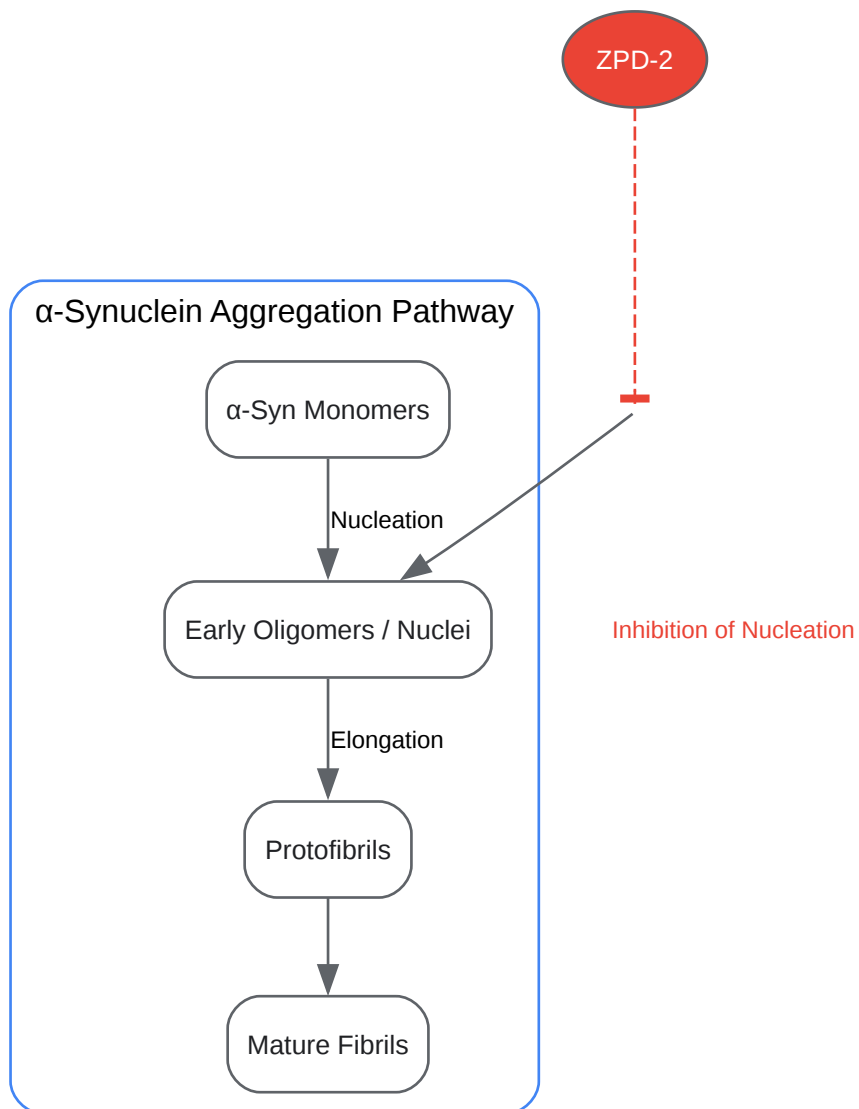 ZPD-2
α-Synuclein Aggregation Pathway
α-Syn Monomers
Nucleation
Early Oligomers / Nuclei
Inhibition of Nucleation
Elongation
Protofibrils
Mature Fibrils